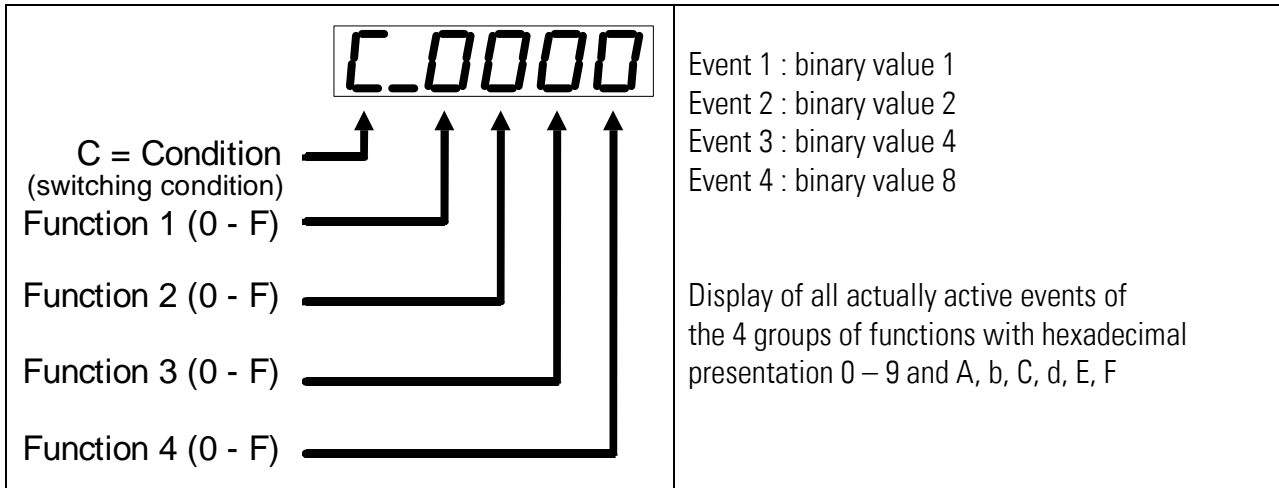 C_0000
C = Condition
(switching condition)
Function 1 (0 - F)
Function 2 (0 - F)
Function 3 (0 - F)
Function 4 (0 - F)
Event 1 : binary value 1
Event 2 : binary value 2
Event 3 : binary value 4
Event 4 : binary value 8
Display of all actually active events of
the 4 groups of functions with hexadecimal
presentation 0 – 9 and A, b, C, d, E, F